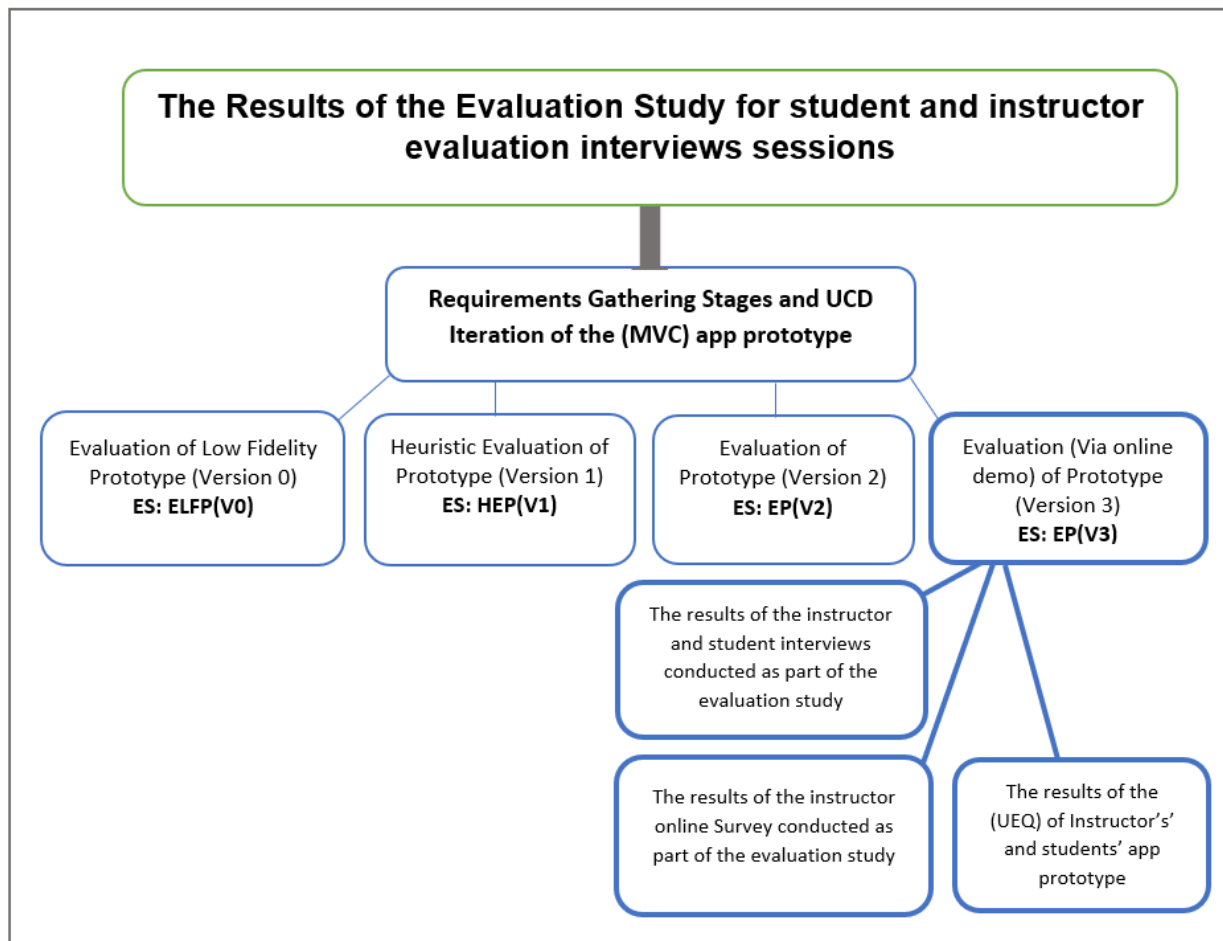 The Results of the Evaluation Study for student and instructor
evaluation interviews sessions
Requirements Gathering Stages and UCD
Iteration of the (MVC) app prototype
Evaluation of Low Fidelity
Prototype (Version 0)
ES: ELFP(V0)
Heuristic Evaluation of
Prototype (Version 1)
ES: HEP(V1)
Evaluation of
Prototype (Version 2)
ES: EP(V2)
Evaluation (Via online
demo) of Prototype
(Version 3)
ES: EP(V3)
The results of the instructor
and student interviews
conducted as part of the
evaluation study
The results of the instructor
online Survey conducted as
part of the evaluation study
The results of the
(UEQ) of Instructor’s’
and students’ app
prototype